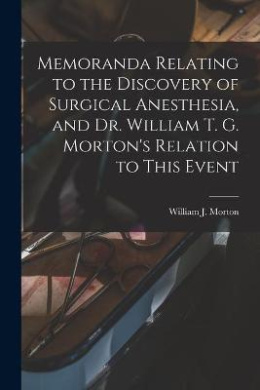 Memoranda Relating
to the Discovery of
Surgical Anesthesia,
and Dr. William T. G.
Morton's Relation
to This Event
William J. Morton